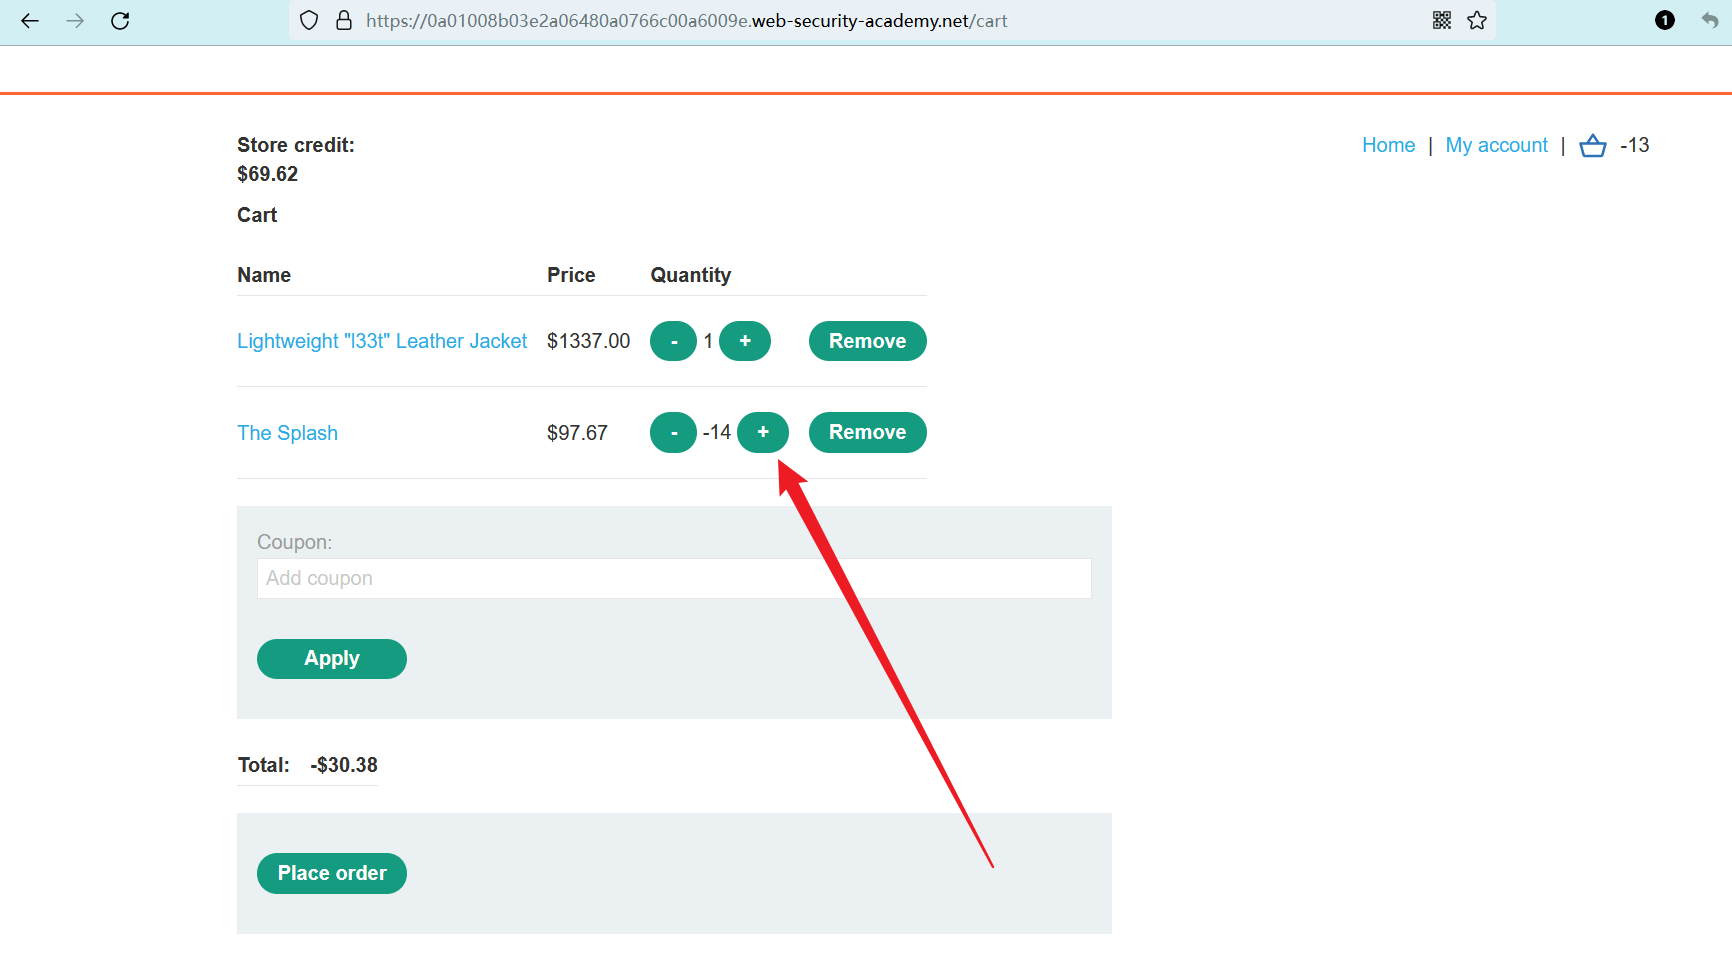 https://0a01008b03e2a06480a0766c00a6009e.web-security-academy.net/cart
1
Store credit:
$69.62
Home | My account | -13
Cart
Name Price Quantity
Lightweight "l33t" Leather Jacket $1337.00 - 1 + Remove
The Splash $97.67 - -14 + Remove
Coupon:
Add coupon
Apply
Total: -$30.38
Place order